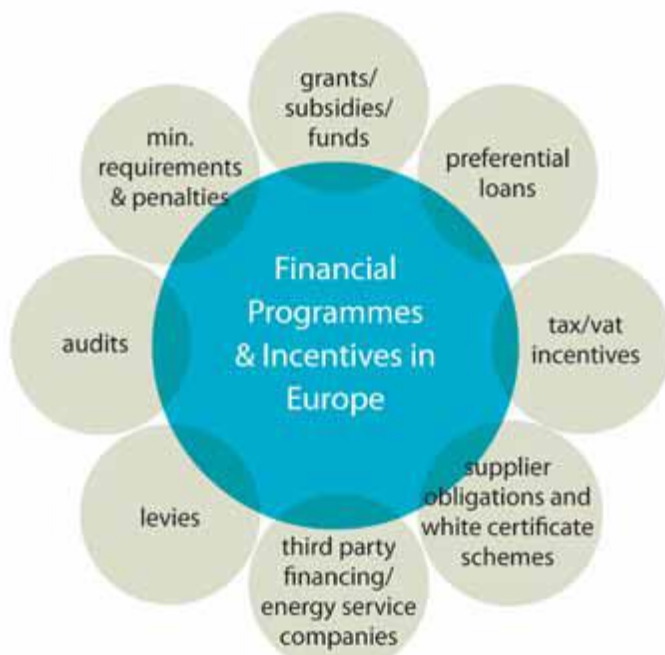 grants/
subsidies/
funds
preferential
loans
tax/vat
incentives
supplier
obligations and
white certificate
schemes
third party
financing/
energy service
companies
levies
audits
min.
requirements
& penalties
Financial
Programmes
& Incentives in
Europe